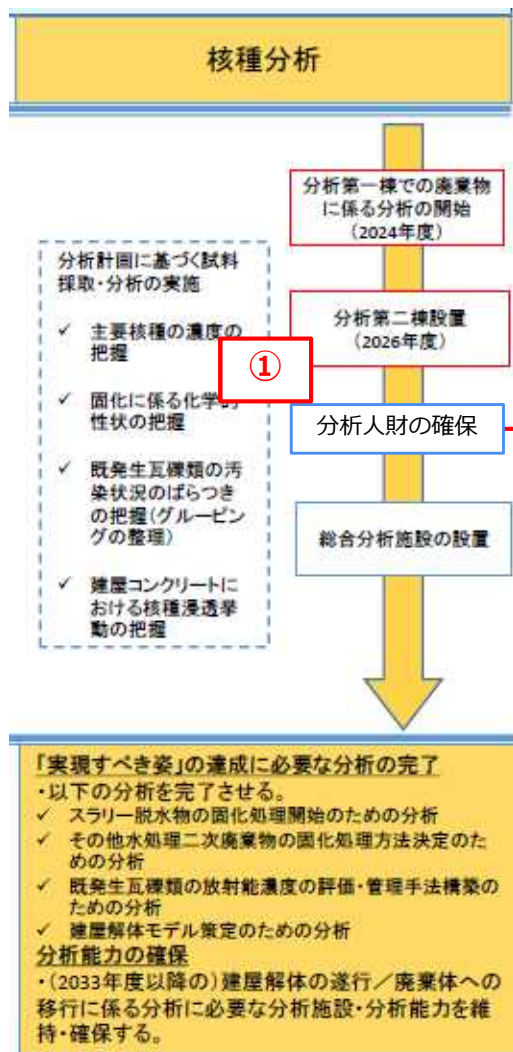 核種分析
分析第一棟での廃棄物
に係る分析の開始
(2024年度)
分析計画に基づく試料
採取・分析の実施
✓ 主要核種の濃度の
把握
✓ 固化に係る化学的
性状の把握
✓ 既発生瓦礫類の汚
染状況のばらつき
の把握(グルーピン
グの整理)
✓ 建屋コンクリートに
おける核種浸透挙
動の把握
分析第二棟設置
(2026年度)
①
分析人財の確保
総合分析施設の設置
「実現すべき姿」の達成に必要な分析の完了
・以下の分析を完了させる。
✓ スラリー脱水物の固化処理開始のための分析
✓ その他水処理二次廃棄物の固化処理方法決定のた
めの分析
✓ 既発生瓦礫類の放射能濃度の評価・管理手法構築の
ための分析
✓ 建屋解体モデル策定のための分析
分析能力の確保
・(2033年度以降の)建屋解体の遂行/廃棄体への
移行に係る分析に必要な分析施設・分析能力を維
持・確保する。